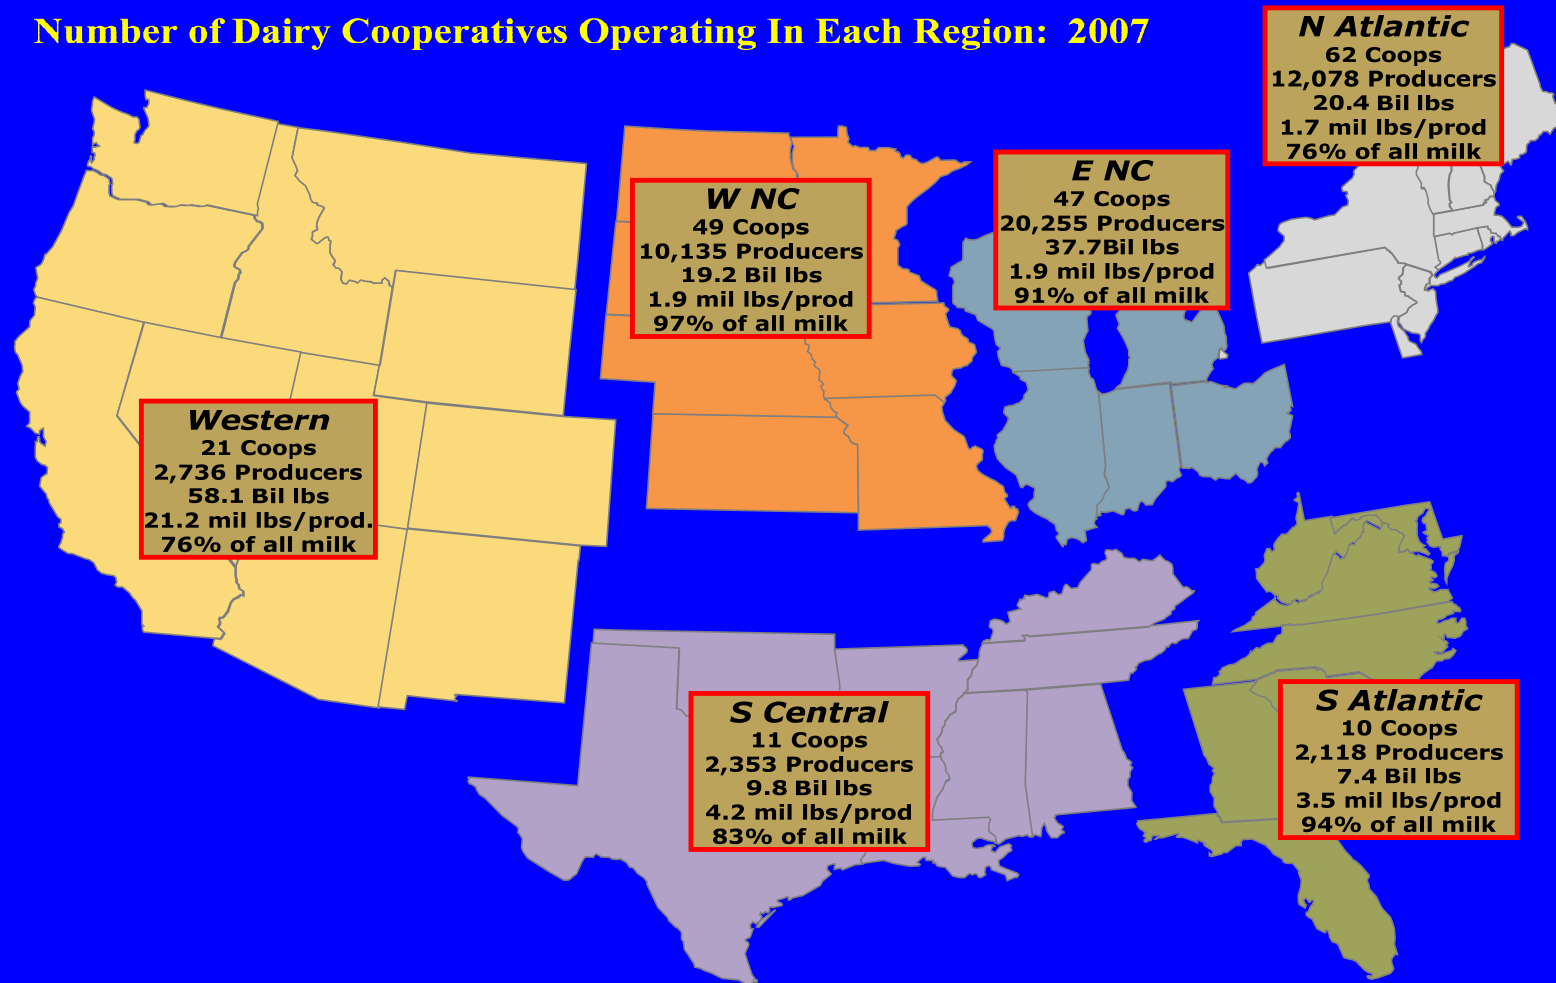 Number of Dairy Cooperatives Operating In Each Region: 2007
N Atlantic
62 Coops
12,078 Producers
20.4 Bil lbs
1.7 mil lbs/prod
76% of all milk
W NC
49 Coops
10,135 Producers
19.2 Bil lbs
1.9 mil lbs/prod
97% of all milk
E NC
47 Coops
20,255 Producers
37.7Bil lbs
1.9 mil lbs/prod
91% of all milk
Western
21 Coops
2,736 Producers
58.1 Bil lbs
21.2 mil lbs/prod.
76% of all milk
S Central
11 Coops
2,353 Producers
9.8 Bil lbs
4.2 mil lbs/prod
83% of all milk
S Atlantic
10 Coops
2,118 Producers
7.4 Bil lbs
3.5 mil lbs/prod
94% of all milk